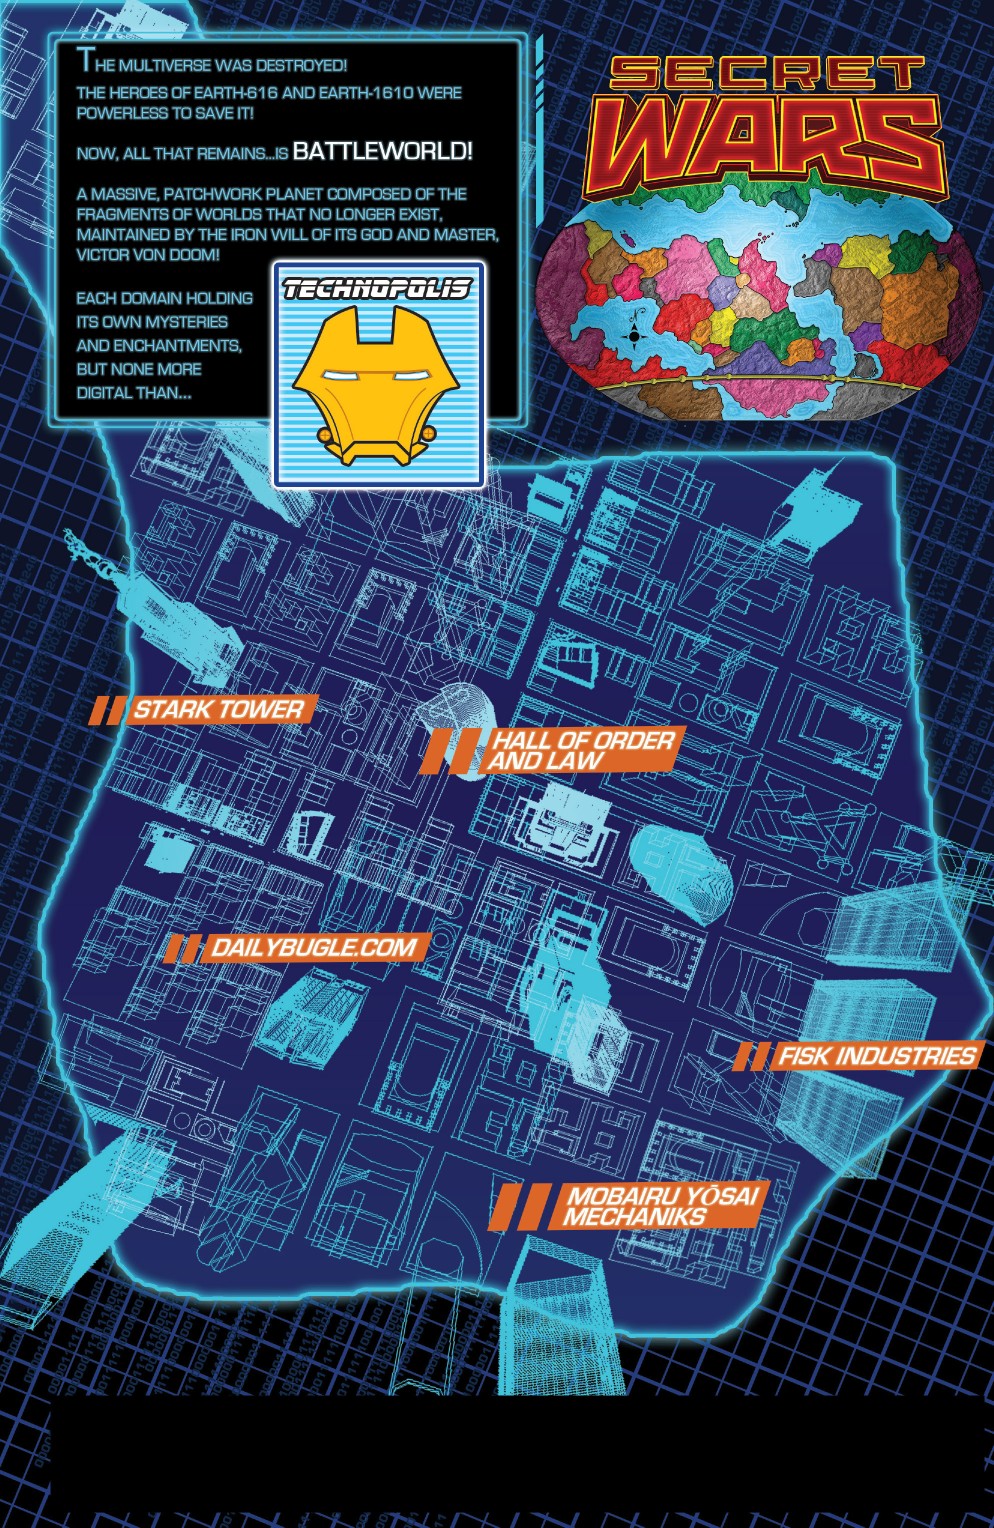 THE MULTIVERSE WAS DESTROYED!
THE HEROES OF EARTH-616 AND EARTH-1610 WERE
POWERLESS TO SAVE IT!
NOW, ALL THAT REMAINS...IS BATTLEWORLD!
A MASSIVE, PATCHWORK PLANET COMPOSED OF THE
FRAGMENTS OF WORLDS THAT NO LONGER EXIST,
MAINTAINED BY THE IRON WILL OF ITS GOD AND MASTER,
VICTOR VON DOOM!
EACH DOMAIN HOLDING
ITS OWN MYSTERIES
AND ENCHANTMENTS,
BUT NONE MORE
DIGITAL THAN...
TECHNOPOLIS
SECRET
WARS
STARK TOWER
HALL OF ORDER
AND LAW
DAILYBUGLE.COM
FISK INDUSTRIES
MOBAIRU YŌSAI
MECHANIKS